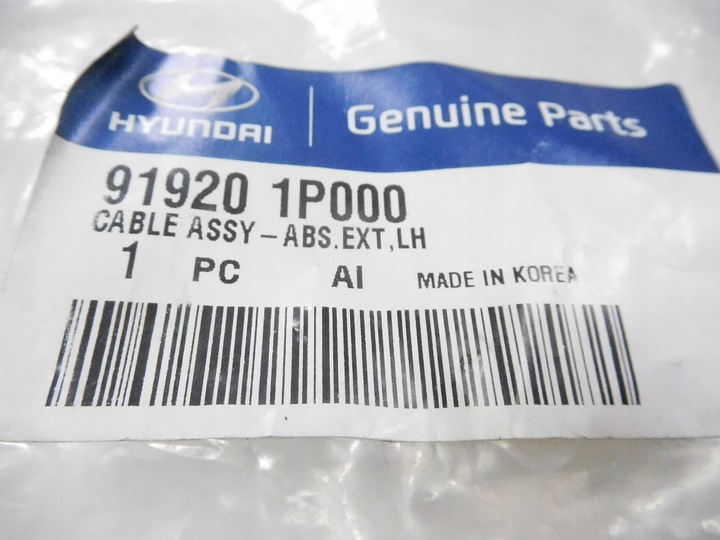 HYUNDAI | Genuine Parts
91920 1P000
CABLE ASSY-ABS.EXT,LH
1 PC AI MADE IN KOREA